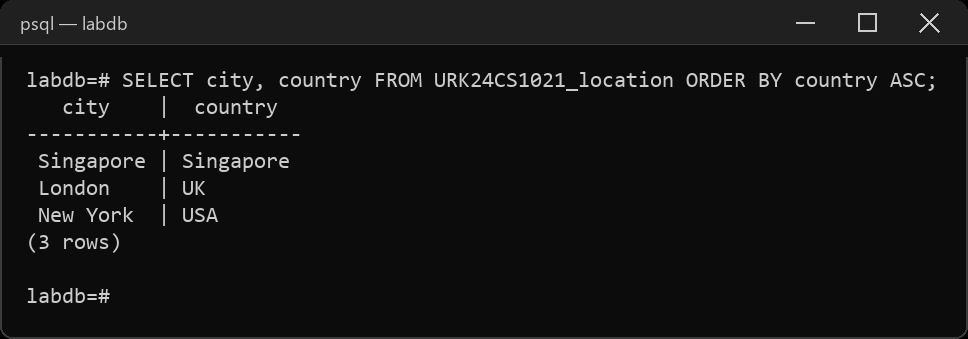 psql — labdb
labdb=# SELECT city, country FROM URK24CS1021_location ORDER BY country ASC;
   city    |  country
-----------+-----------
 Singapore | Singapore
 London    | UK
 New York  | USA
(3 rows)
labdb=#